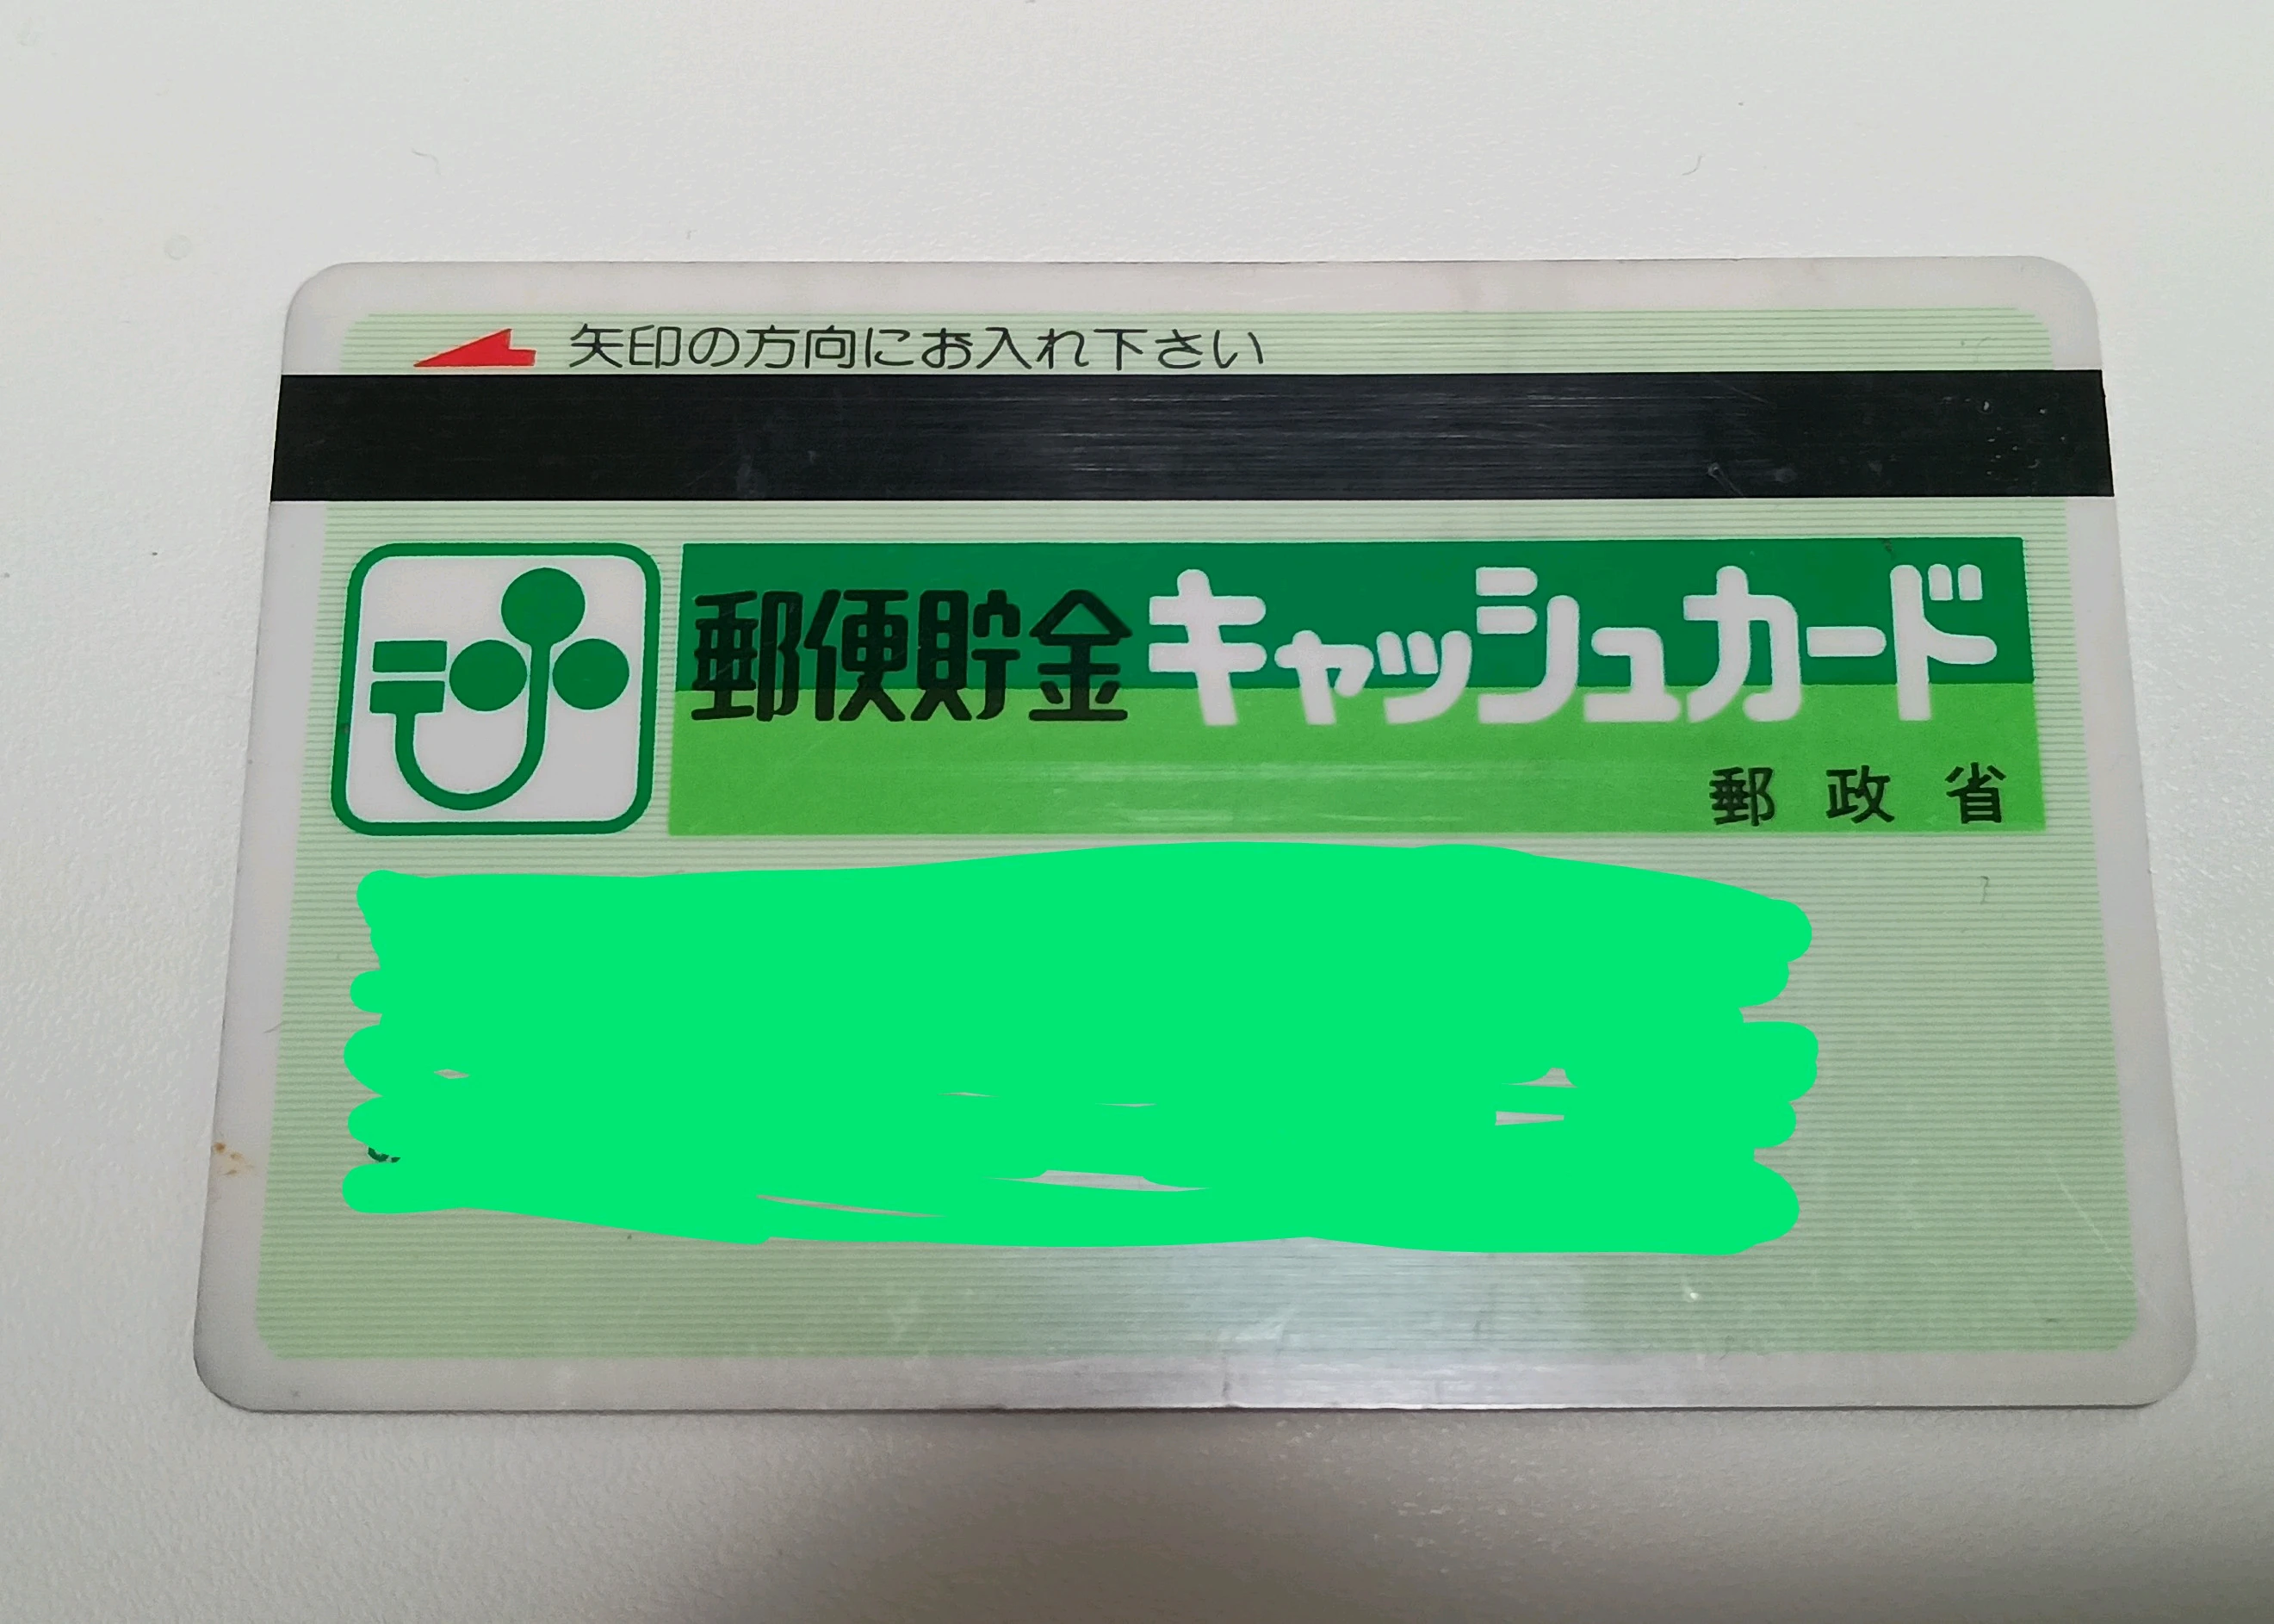 矢印の方向にお入れ下さい
郵便貯金キャッシュカード
郵政省